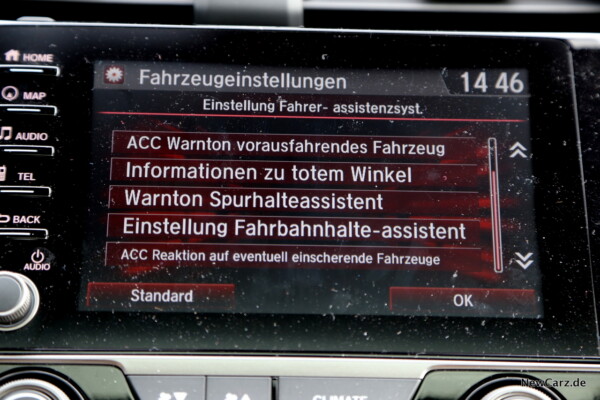 HOME
MAP
AUDIO
TEL
BACK
AUDIO
Fahrzeugeinstellungen 14 46
Einstellung Fahrer- assistenzsyst.
ACC Warnton vorausfahrendes Fahrzeug
Informationen zu totem Winkel
Warnton Spurhalteassistent
Einstellung Fahrbahnhalte-assistent
ACC Reaktion auf eventuell einscherende Fahrzeuge
Standard OK
CLIMATE
NewCarz.de